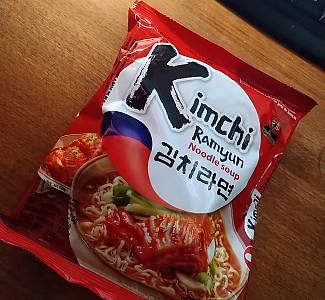 Kimchi
Ramyun
Noodle soup
김치라면